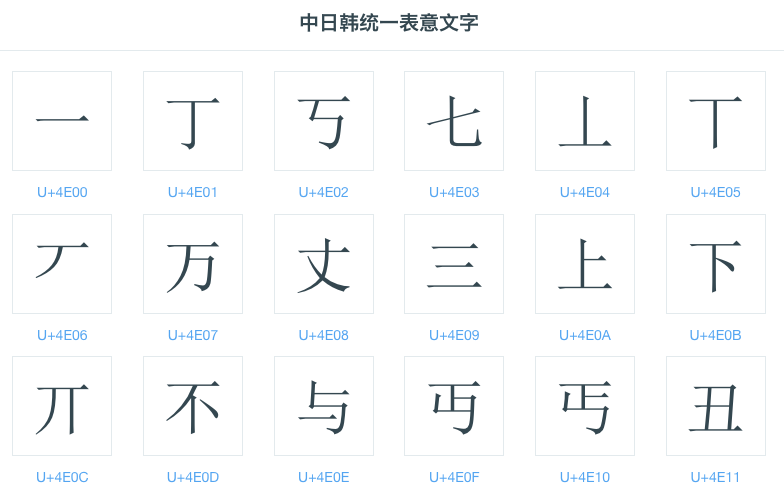 中日韩统一表意文字
一 丁 丂 七 丄 丅
U+4E00 U+4E01 U+4E02 U+4E03 U+4E04 U+4E05
丆 万 丈 三 上 下
U+4E06 U+4E07 U+4E08 U+4E09 U+4E0A U+4E0B
丌 不 与 丏 丐 丑
U+4E0C U+4E0D U+4E0E U+4E0F U+4E10 U+4E11